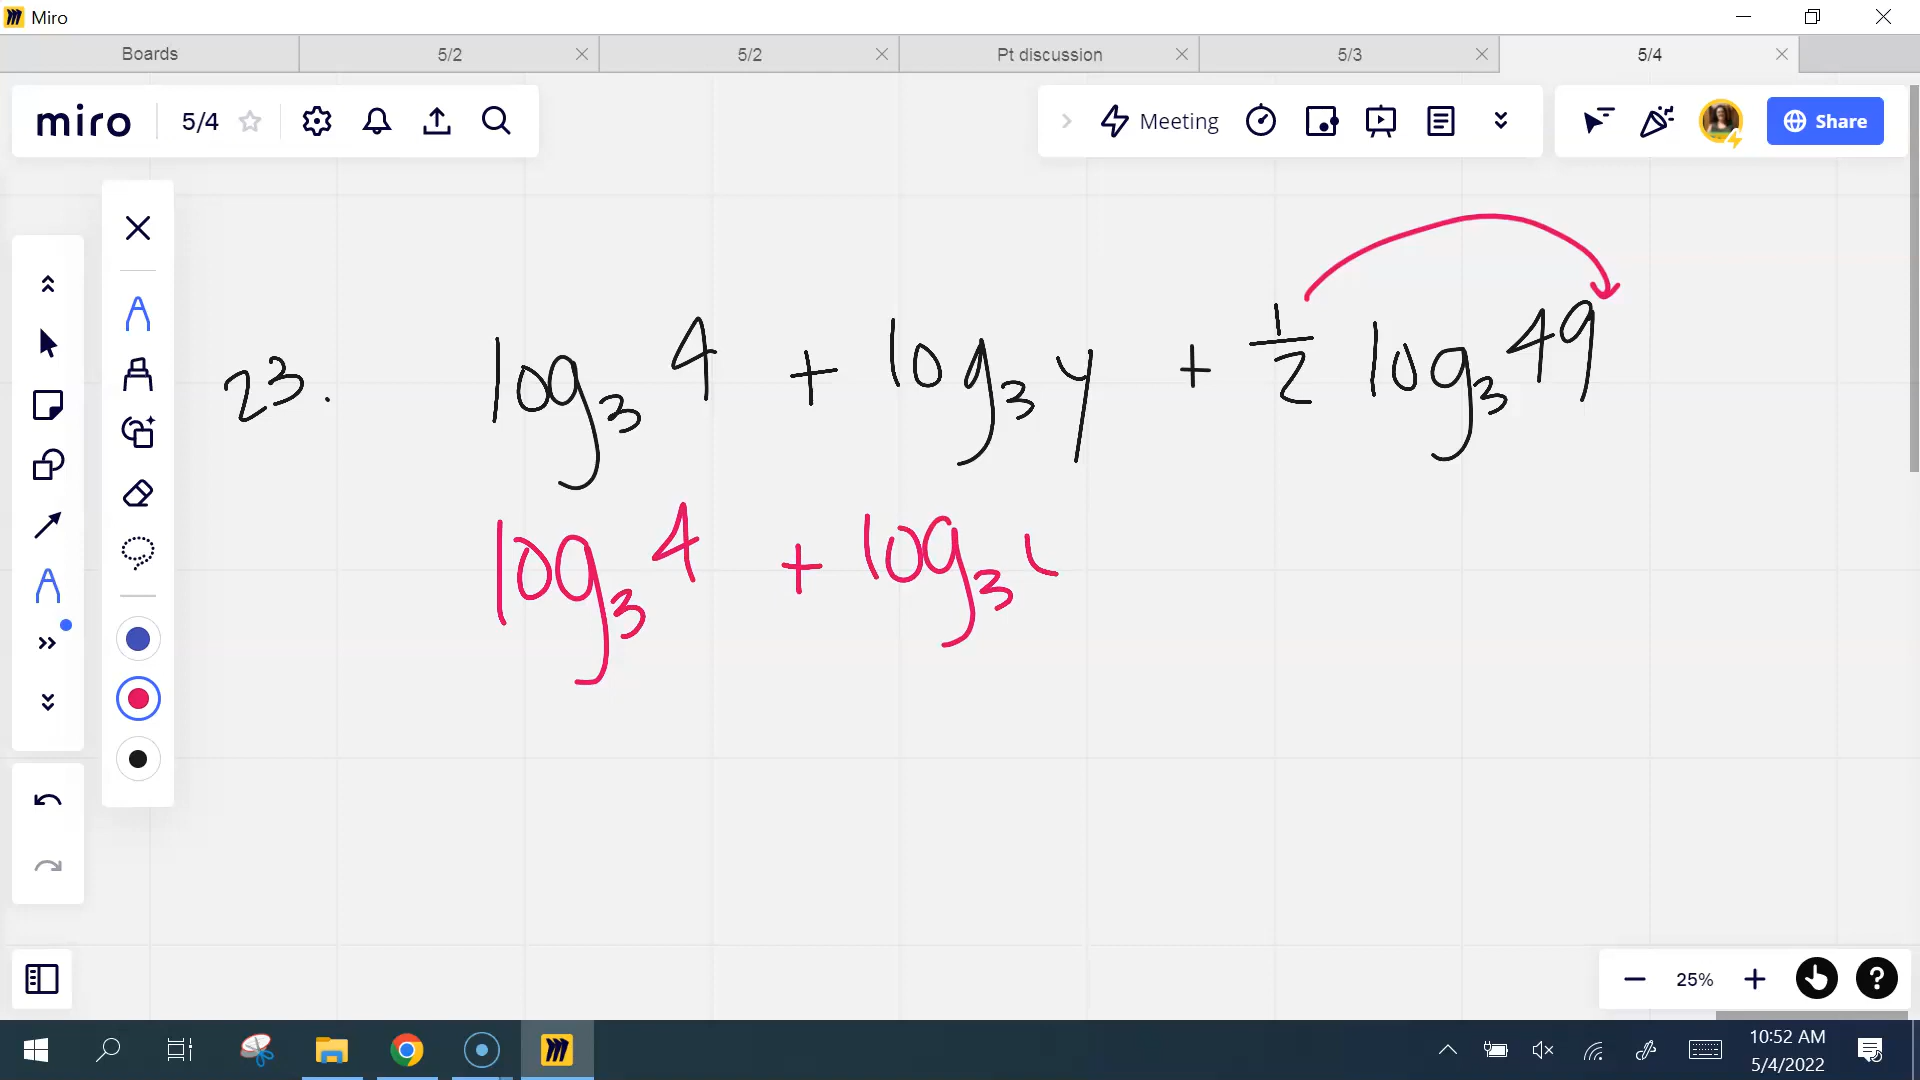 Miro
Boards 5/2 5/2 Pt discussion 5/3 5/4
miro 5/4 Meeting Share
23. log₃ 4 + log₃ y + 1/2 log₃ 49
log₃ 4 + log₃
25%
10:52 AM
5/4/2022